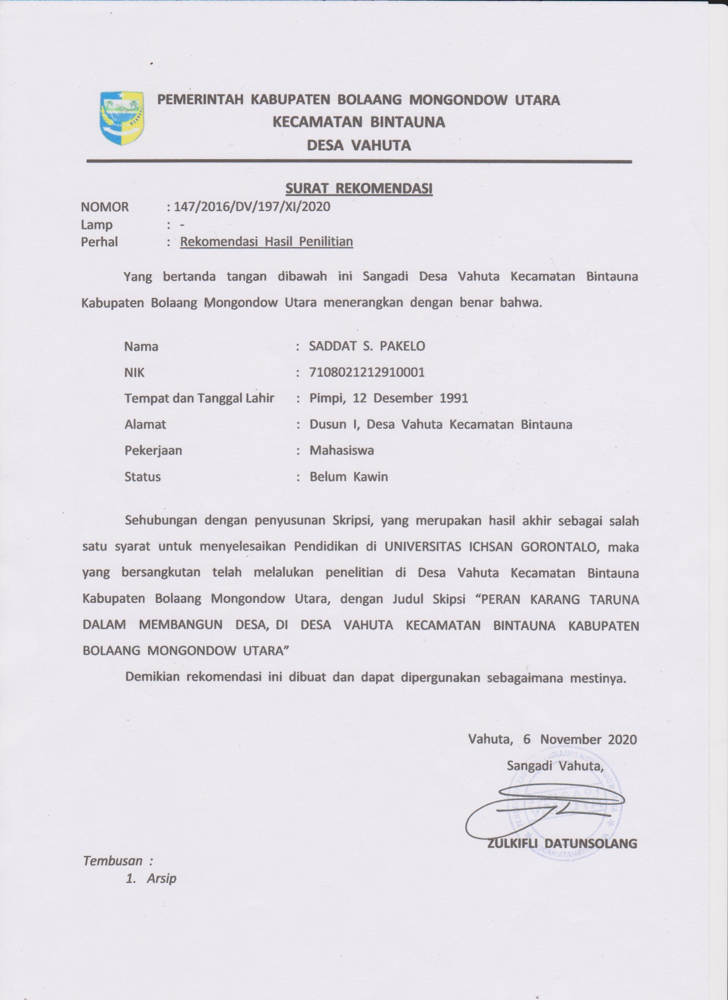 PEMERINTAH KABUPATEN BOLAANG MONGONDOW UTARA
KECAMATAN BINTAUNA
DESA VAHUTA
SURAT REKOMENDASI
NOMOR : 147/2016/DV/197/XI/2020
Lamp : -
Perhal : Rekomendasi Hasil Penilitian
Yang bertanda tangan dibawah ini Sangadi Desa Vahuta Kecamatan Bintauna
Kabupaten Bolaang Mongondow Utara menerangkan dengan benar bahwa.
Nama : SADDAT S. PAKELO
NIK : 7108021212910001
Tempat dan Tanggal Lahir : Pimpi, 12 Desember 1991
Alamat : Dusun I, Desa Vahuta Kecamatan Bintauna
Pekerjaan : Mahasiswa
Status : Belum Kawin
Sehubungan dengan penyusunan Skripsi, yang merupakan hasil akhir sebagai salah
satu syarat untuk menyelesaikan Pendidikan di UNIVERSITAS ICHSAN GORONTALO, maka
yang bersangkutan telah melalukan penelitian di Desa Vahuta Kecamatan Bintauna
Kabupaten Bolaang Mongondow Utara, dengan Judul Skipsi “PERAN KARANG TARUNA
DALAM MEMBANGUN DESA, DI DESA VAHUTA KECAMATAN BINTAUNA KABUPATEN
BOLAANG MONGONDOW UTARA”
Demikian rekomendasi ini dibuat dan dapat dipergunakan sebagaimana mestinya.
Vahuta, 6 November 2020
Sangadi Vahuta,
ZULKIFLI DATUNSOLANG
Tembusan :
1. Arsip